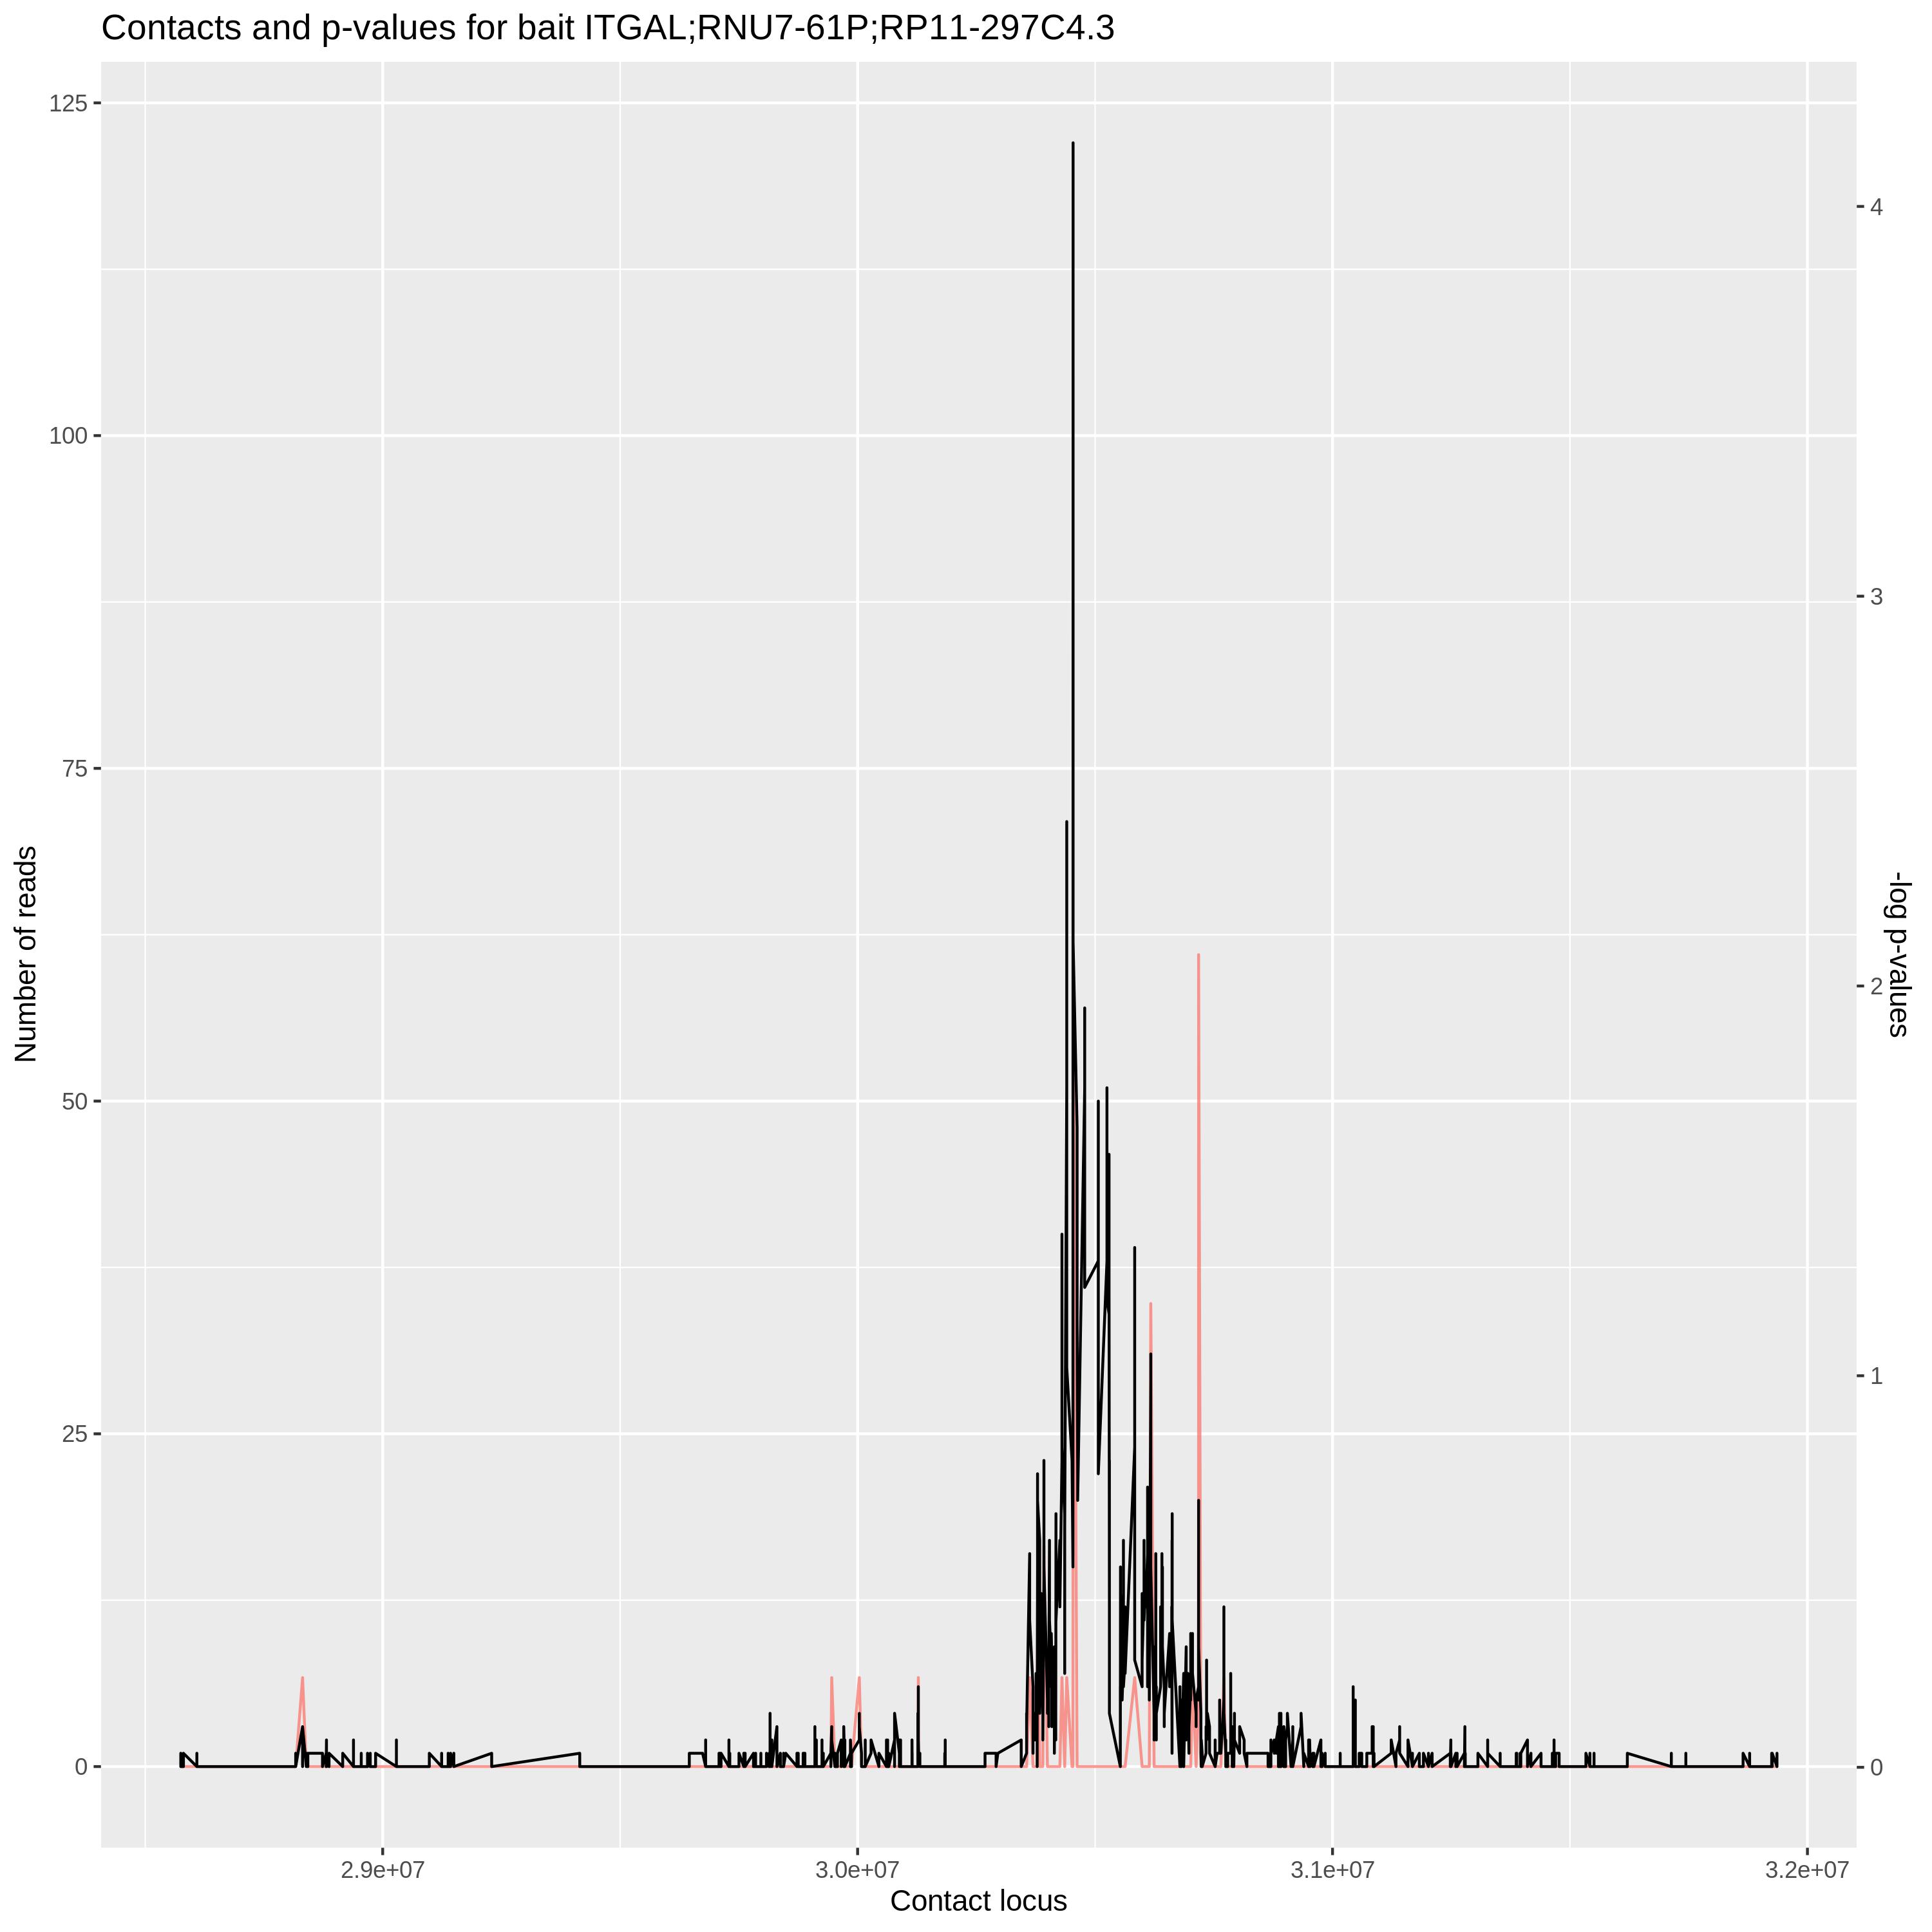 Contacts and p-values for bait ITGAL;RNU7-61P;RP11-297C4.3
125
100
75
50
25
0
Number of reads
4
3
2
1
0
-log p-values
2.9e+07
3.0e+07
3.1e+07
3.2e+07
Contact locus